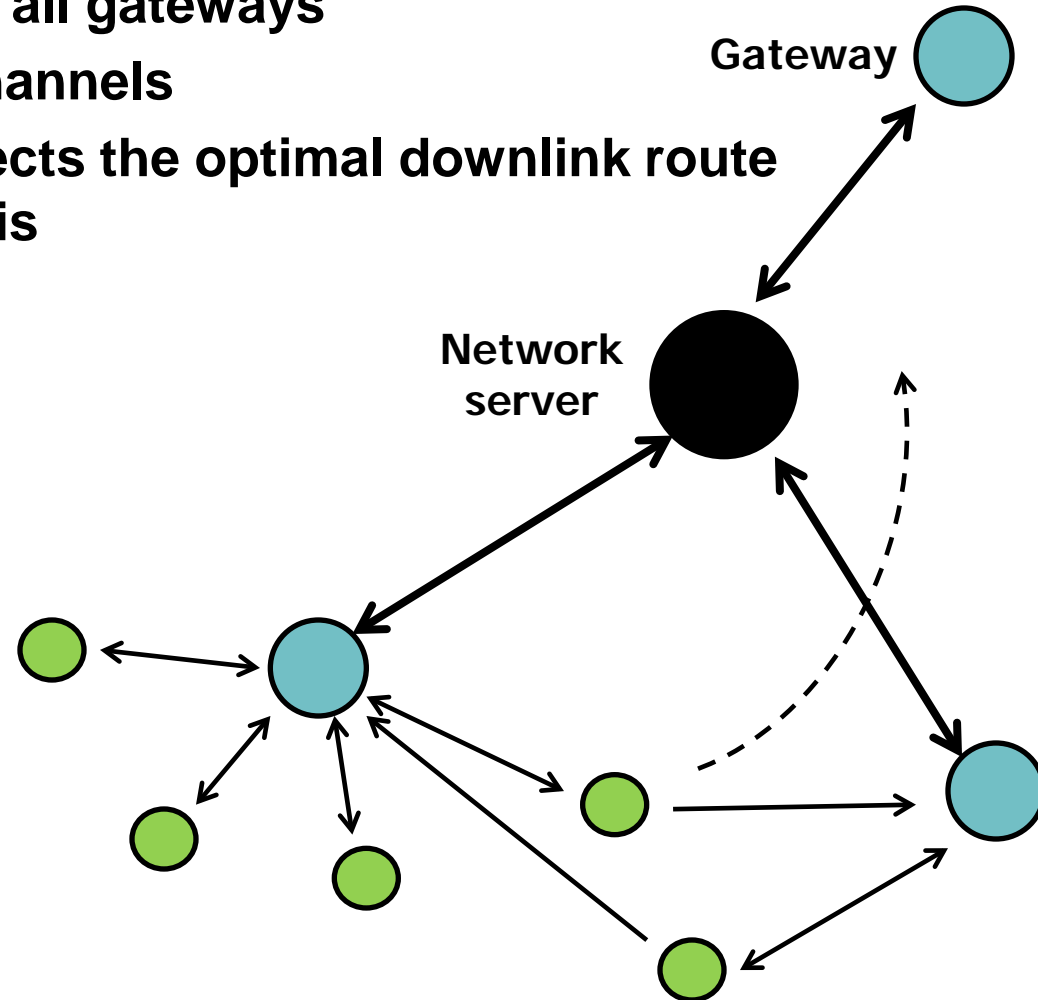 all gateways
annels
ects the optimal downlink route
is
Gateway
Network
server